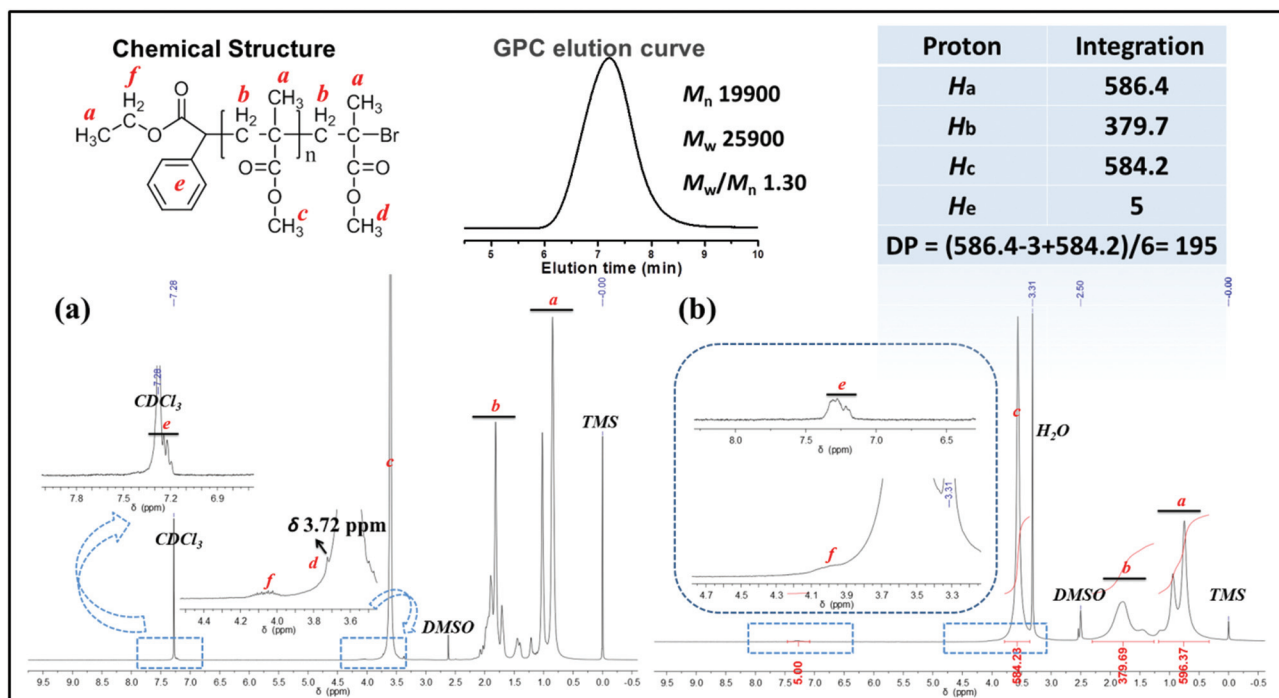 Chemical Structure
f
a
b
a
b
a
H2
O
H3C
O
H2
C
CH3
C
H2
C
CH3
C
Br
n
e
O
O
O
O
CH3
c
CH3
d
GPC elution curve
Mn 19900
Mw 25900
Mw/Mn 1.30
5 6 7 8 9 10
Elution time (min)
Proton Integration
Ha 586.4
Hb 379.7
Hc 584.2
He 5
DP = (586.4-3+584.2)/6= 195
(a)
7.28
0.00
7.28
CDCl3
e
7.8 7.5 7.2 6.9
δ (ppm)
CDCl3
δ 3.72 ppm
d
f
4.4 4.2 4.0 3.8 3.6
δ (ppm)
c
DMSO
b
a
TMS
9.5 9.0 8.5 8.0 7.5 7.0 6.5 6.0 5.5 5.0 4.5 4.0 3.5 3.0 2.5 2.0 1.5 1.0 0.5 0.0 -0.5
δ (ppm)
(b)
3.31
2.50
0.00
e
8.0 7.5 7.0 6.5
δ (ppm)
3.31
f
4.7 4.5 4.3 4.1 3.9 3.7 3.5 3.3
δ (ppm)
c
H2O
DMSO
b
a
TMS
5.00
584.23
379.69
596.37
9.5 9.0 8.5 8.0 7.5 7.0 6.5 6.0 5.5 5.0 4.5 4.0 3.5 3.0 2.5 2.0 1.5 1.0 0.5 0.0 -0.5
δ (ppm)